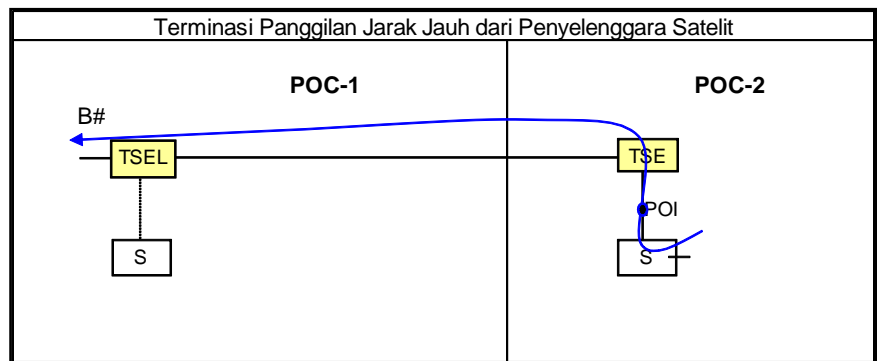 Terminasi Panggilan Jarak Jauh dari Penyelenggara Satelit
POC-1
POC-2
B#
TSEL
TSE
POI
S
S